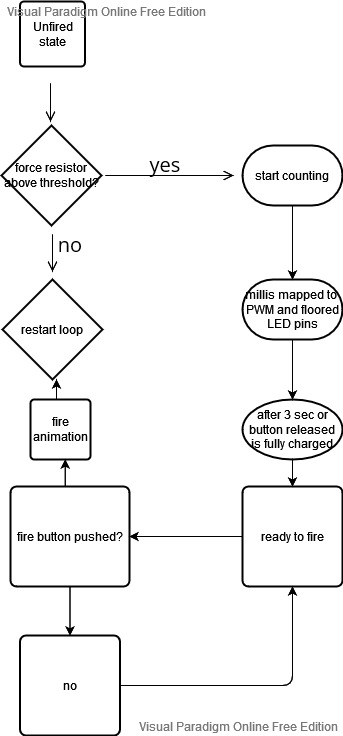 Visual Paradigm Online Free Edition
Unfired
state
force resistor
above threshold?
yes
start counting
no
millis mapped to
PWM and floored
LED pins
restart loop
fire
animation
after 3 sec or
button released
is fully charged
fire button pushed?
ready to fire
no
Visual Paradigm Online Free Edition